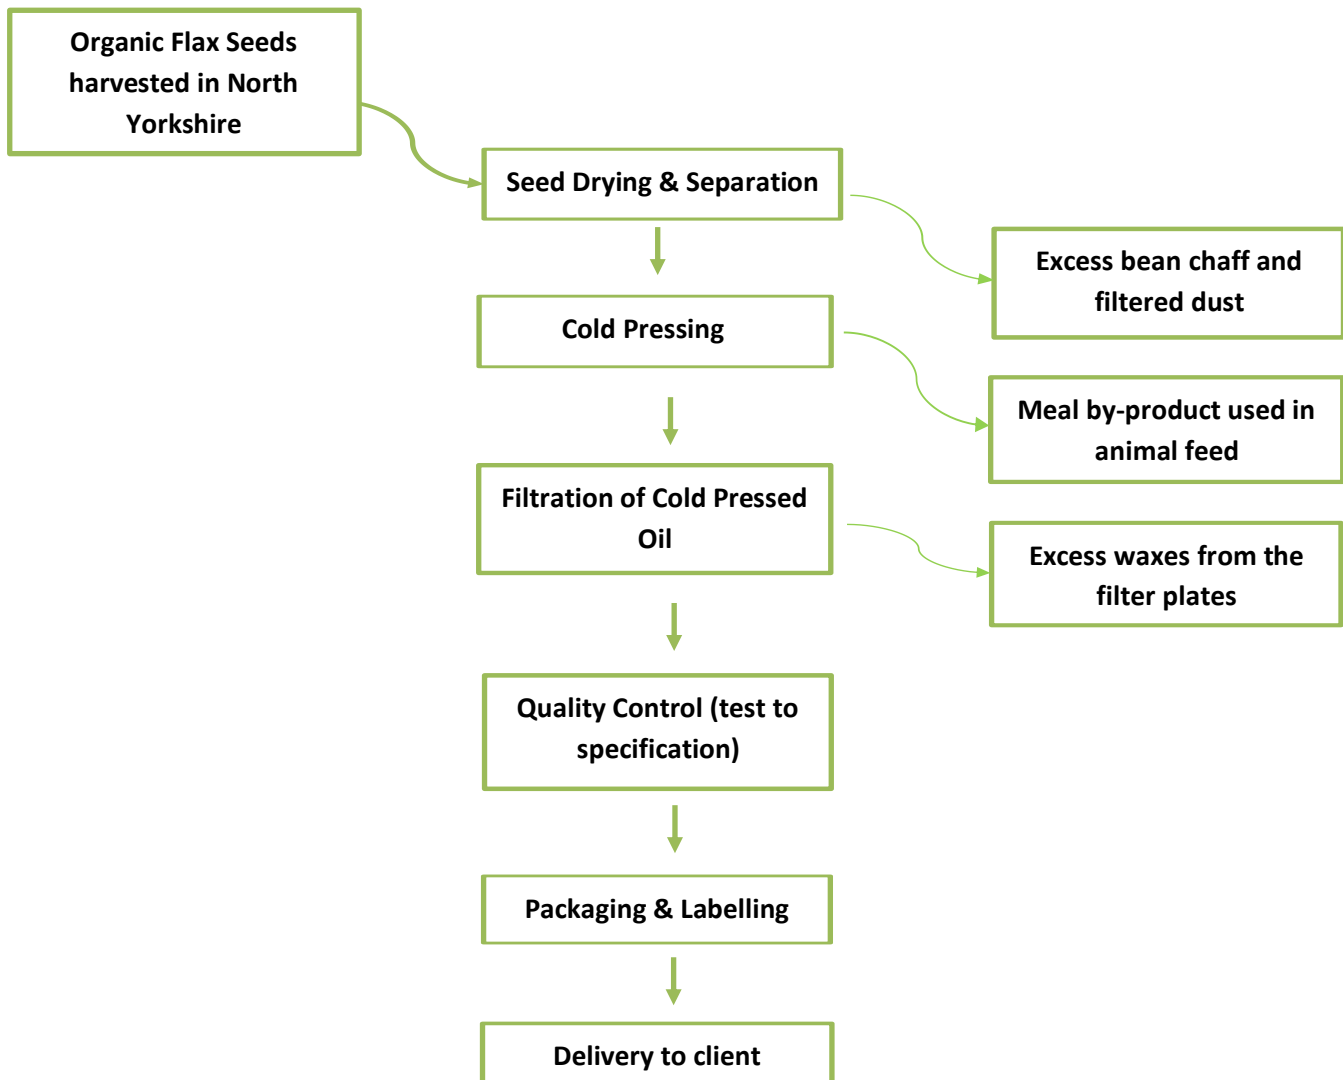 Organic Flax Seeds
harvested in North
Yorkshire
Seed Drying & Separation
Excess bean chaff and
filtered dust
Cold Pressing
Meal by-product used in
animal feed
Filtration of Cold Pressed
Oil
Excess waxes from the
filter plates
Quality Control (test to
specification)
Packaging & Labelling
Delivery to client